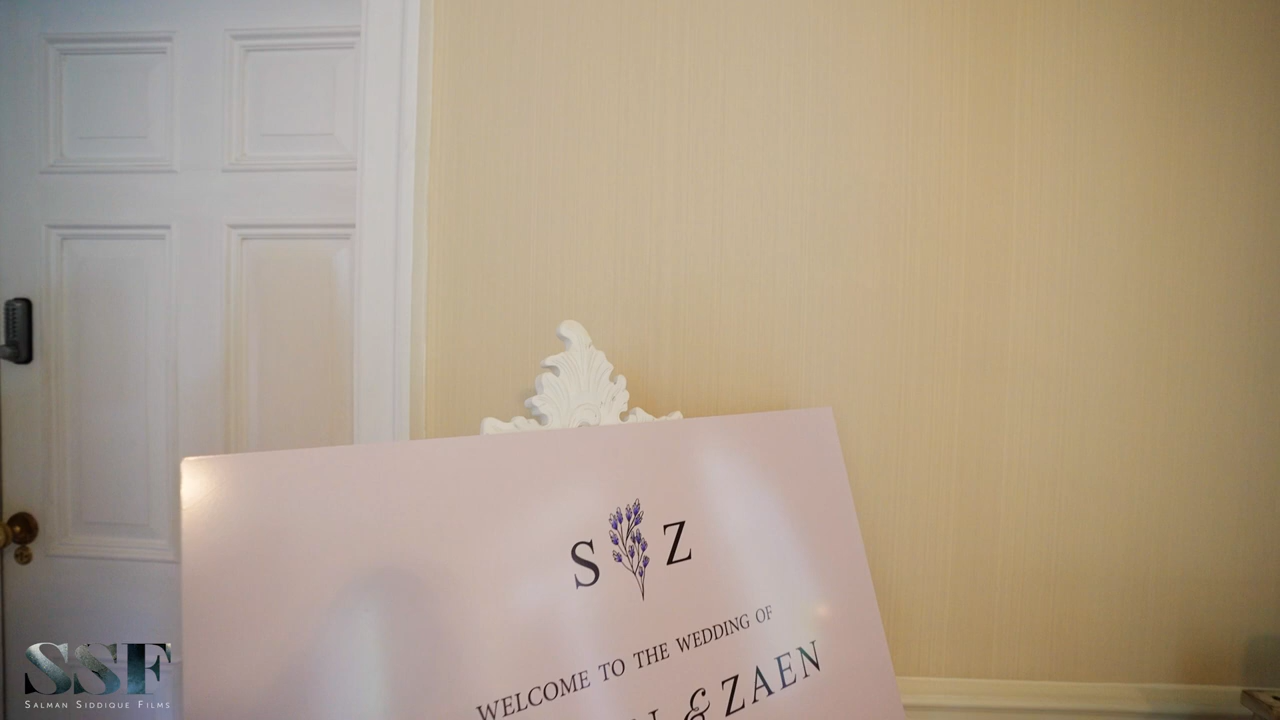 S Z
WELCOME TO THE WEDDING OF
& ZAEN
SSF
SALMAN SIDDIQUE FILMS